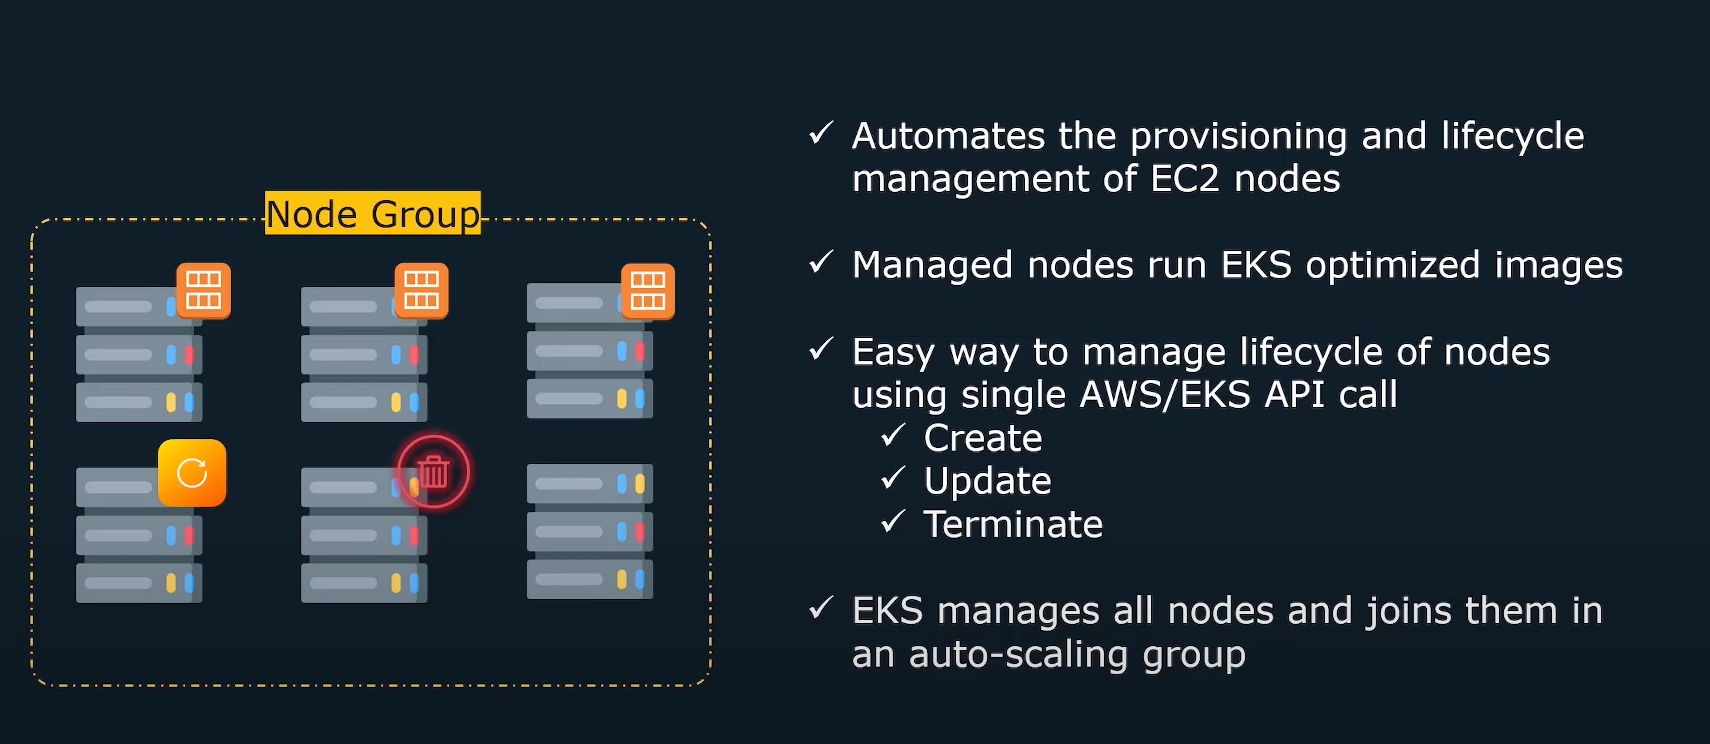 Node Group
Automates the provisioning and lifecycle
management of EC2 nodes
Managed nodes run EKS optimized images
Easy way to manage lifecycle of nodes
using single AWS/EKS API call
Create
Update
Terminate
EKS manages all nodes and joins them in
an auto-scaling group